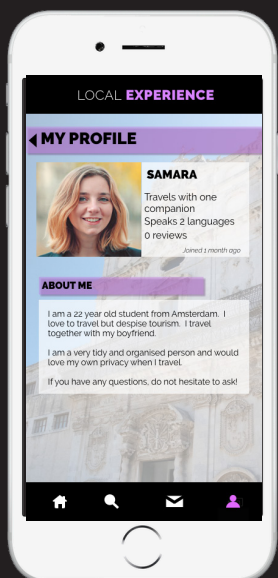 LOCAL EXPERIENCE
MY PROFILE
SAMARA
Travels with one
companion
Speaks 2 languages
0 reviews
Joined 1 month ago
ABOUT ME
I am a 22 year old student from Amsterdam. I
love to travel but despise tourism. I travel
together with my boyfriend.
I am a very tidy and organised person and would
love my own privacy when I travel.
If you have any questions, do not hesitate to ask!